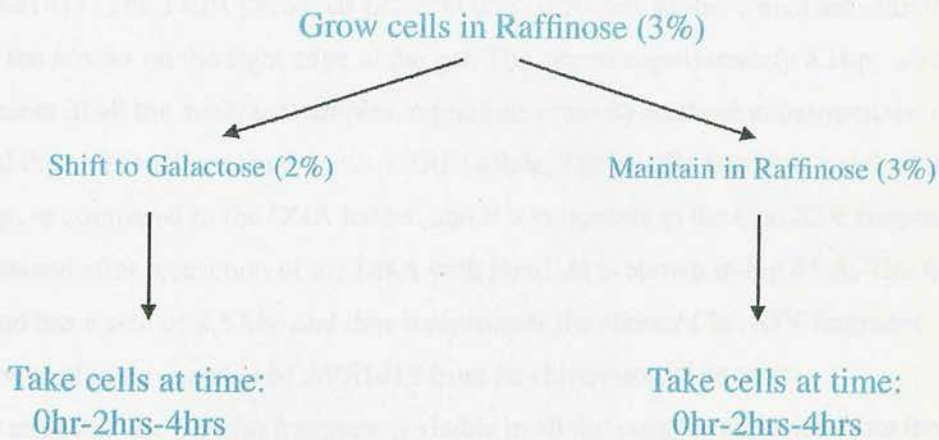 Grow cells in Raffinose (3%)
Shift to Galactose (2%)
Maintain in Raffinose (3%)
Take cells at time:
0hr-2hrs-4hrs
Take cells at time:
0hr-2hrs-4hrs